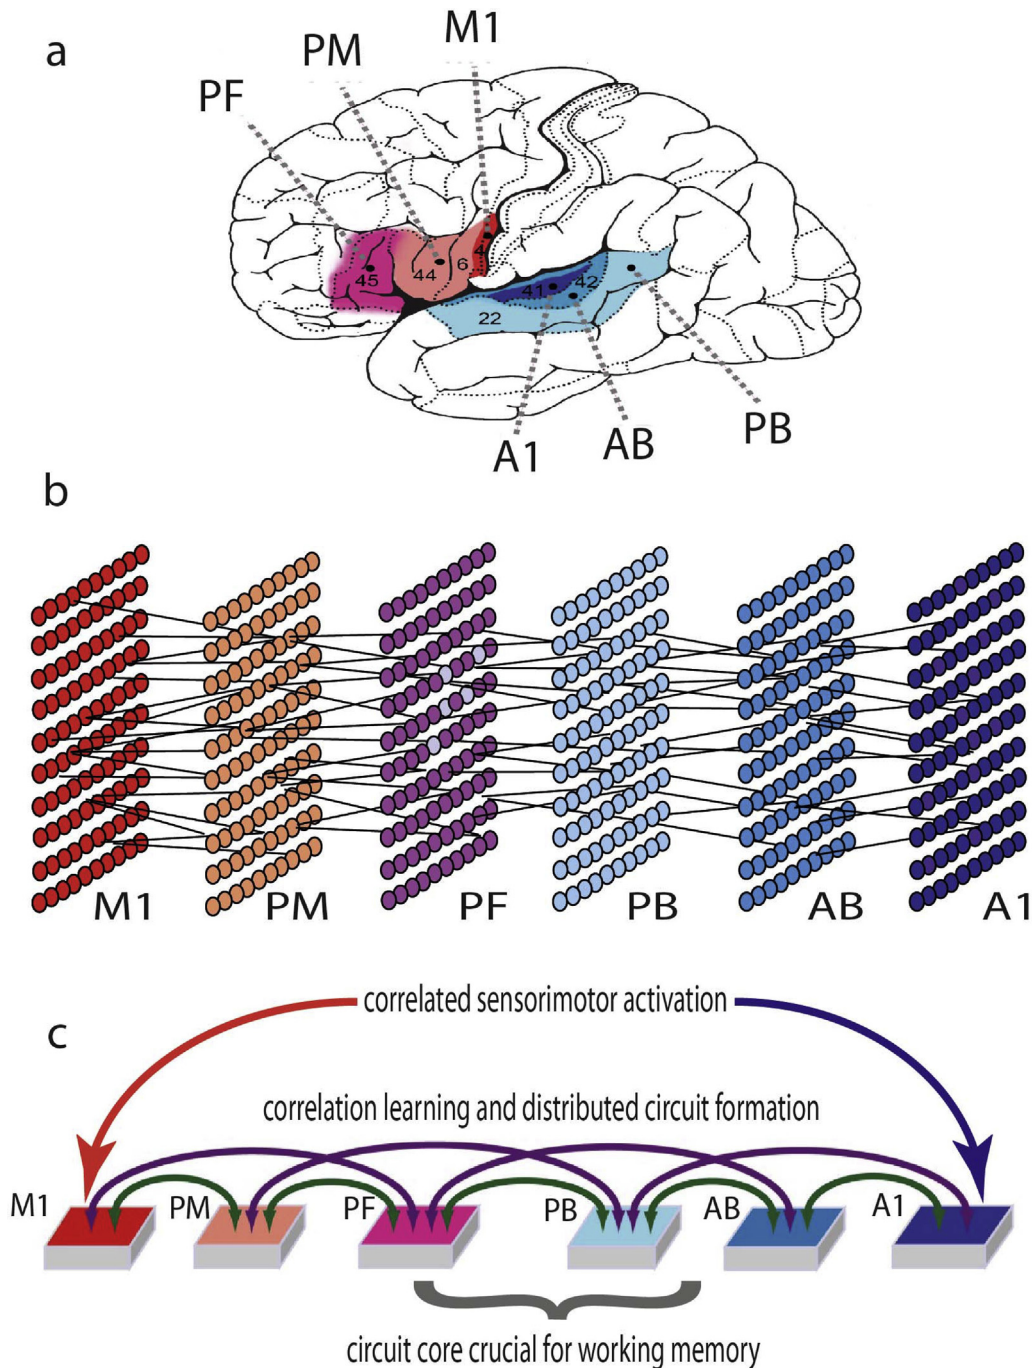 a
M1
PM
PF
4
6
44
45
42
41
22
PB
AB
A1
b
M1 PM PF PB AB A1
correlated sensorimotor activation
c
correlation learning and distributed circuit formation
M1 PM PF PB AB A1
circuit core crucial for working memory